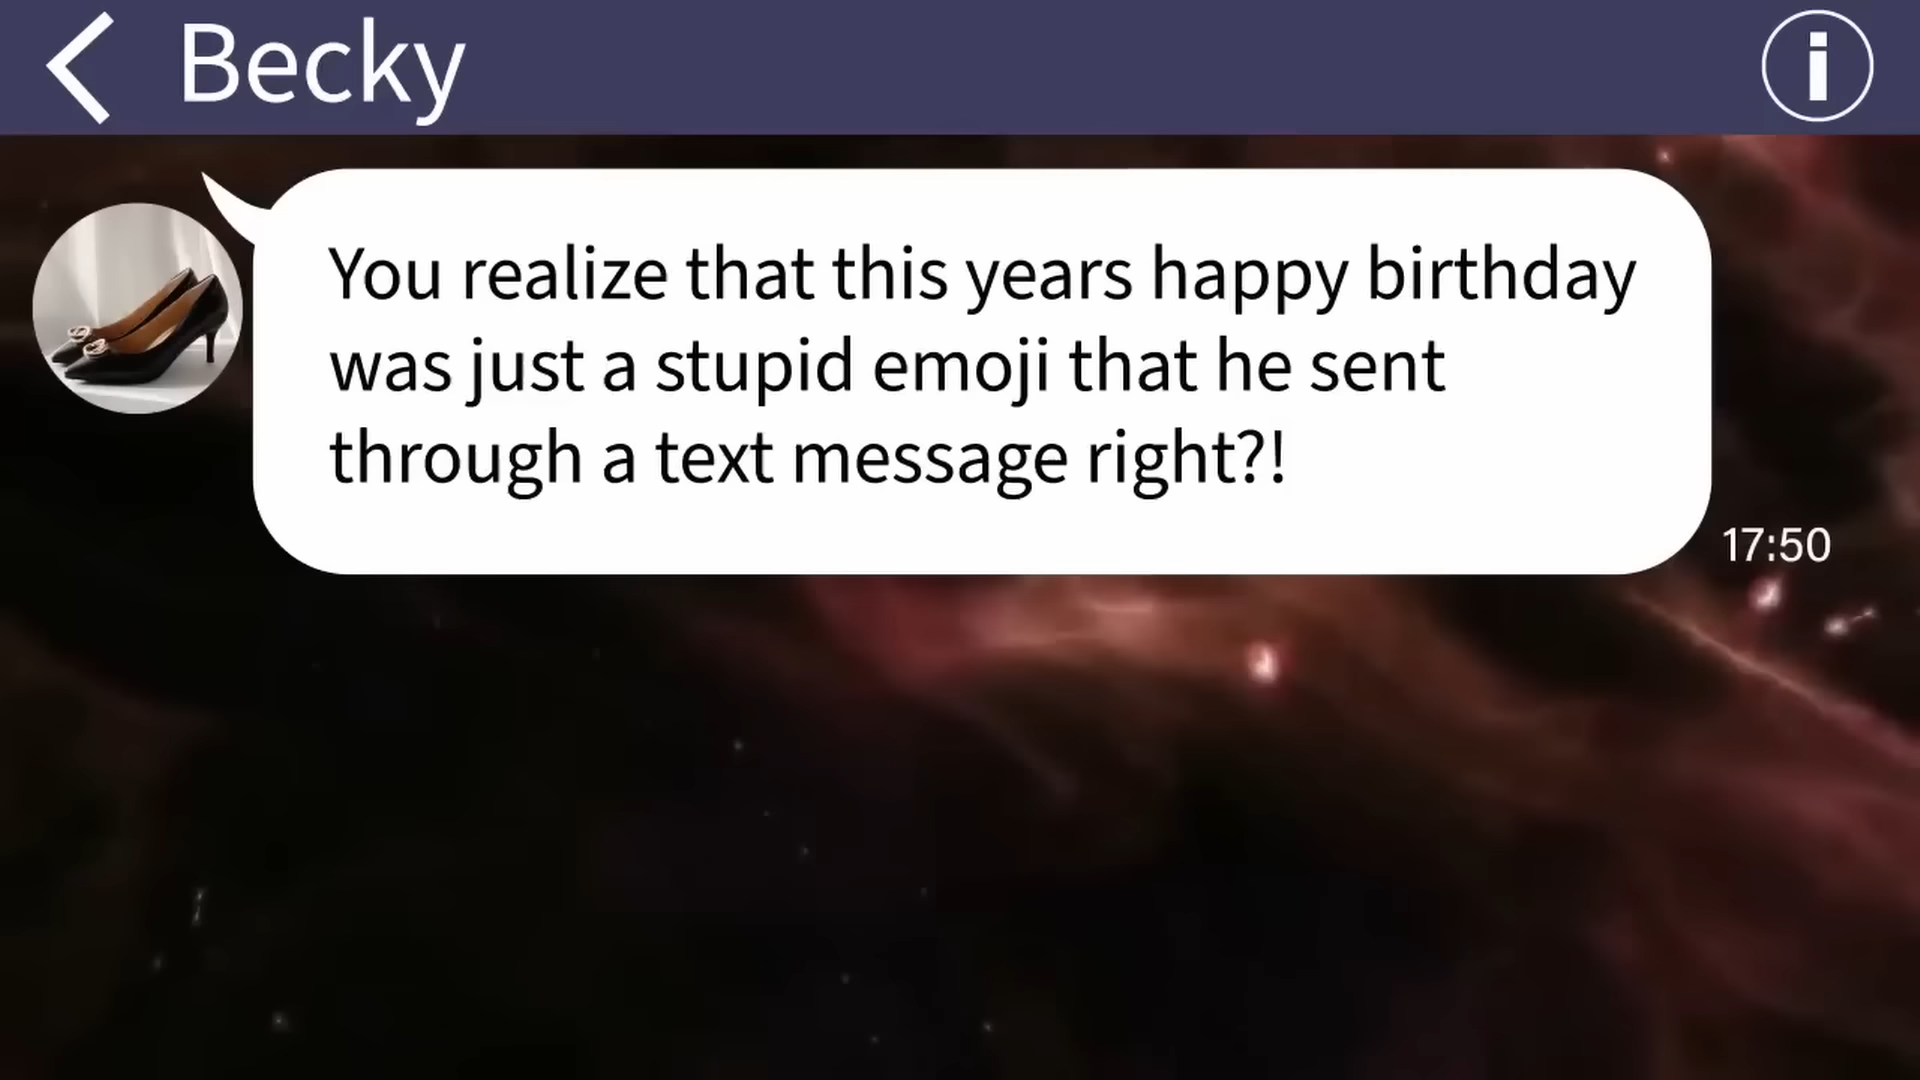 Becky
You realize that this years happy birthday
was just a stupid emoji that he sent
through a text message right?!
17:50